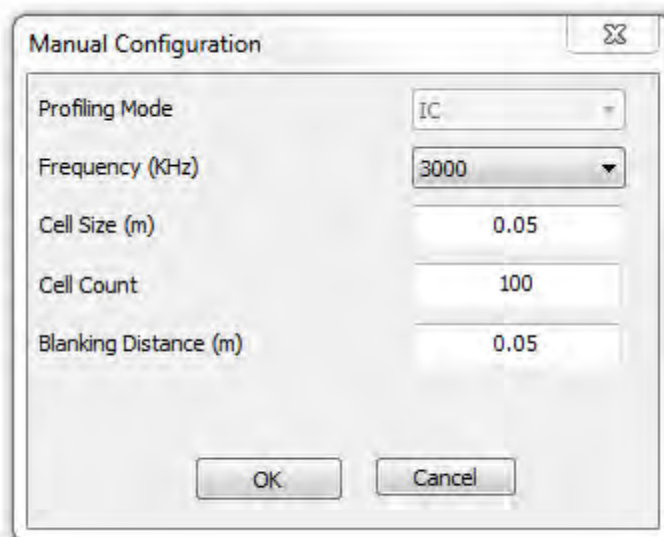 Manual Configuration
Profiling Mode IC
Frequency (KHz) 3000
Cell Size (m) 0.05
Cell Count 100
Blanking Distance (m) 0.05
OK Cancel